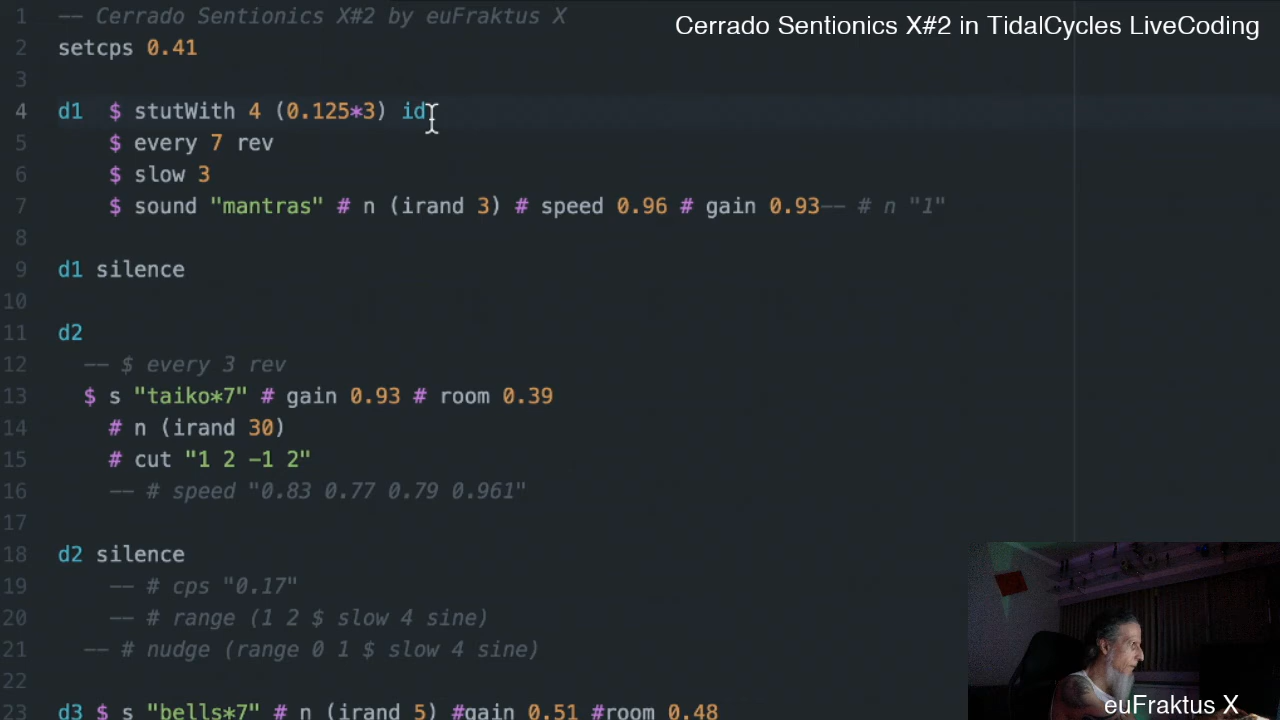 1 -- Cerrado Sentionics X#2 by euFraktus X
Cerrado Sentionics X#2 in TidalCycles LiveCoding
2 setcps 0.41
3
4 d1  $ stutWith 4 (0.125*3) id
5     $ every 7 rev
6     $ slow 3
7     $ sound "mantras" # n (irand 3) # speed 0.96 # gain 0.93-- # n "1"
8
9 d1 silence
10
11 d2
12   -- $ every 3 rev
13   $ s "taiko*7" # gain 0.93 # room 0.39
14     # n (irand 30)
15     # cut "1 2 -1 2"
16     -- # speed "0.83 0.77 0.79 0.961"
17
18 d2 silence
19     -- # cps "0.17"
20     -- # range (1 2 $ slow 4 sine)
21   -- # nudge (range 0 1 $ slow 4 sine)
22
23 d3 $ s "bells*7" # n (irand 5) #gain 0.51 #room 0.48
euFraktus X